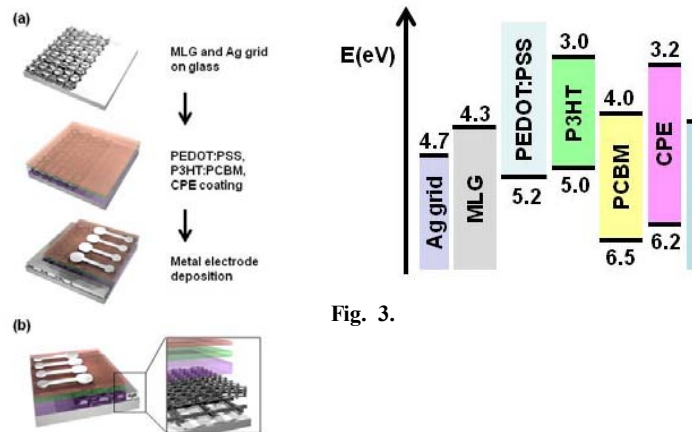 (a)
MLG and Ag grid
on glass
PEDOT:PSS,
P3HT:PCBM,
CPE coating
Metal electrode
deposition
(b)
E(eV)
4.7
Ag grid
4.3
MLG
PEDOT:PSS
5.2
3.0
P3HT
5.0
4.0
PCBM
6.5
3.2
CPE
6.2
Fig. 3.